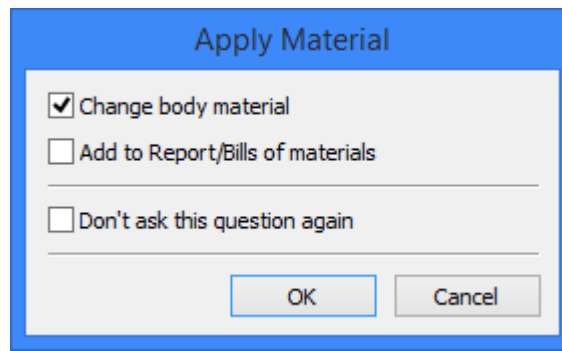 Apply Material
Change body material
Add to Report/Bills of materials
Don't ask this question again
OK Cancel